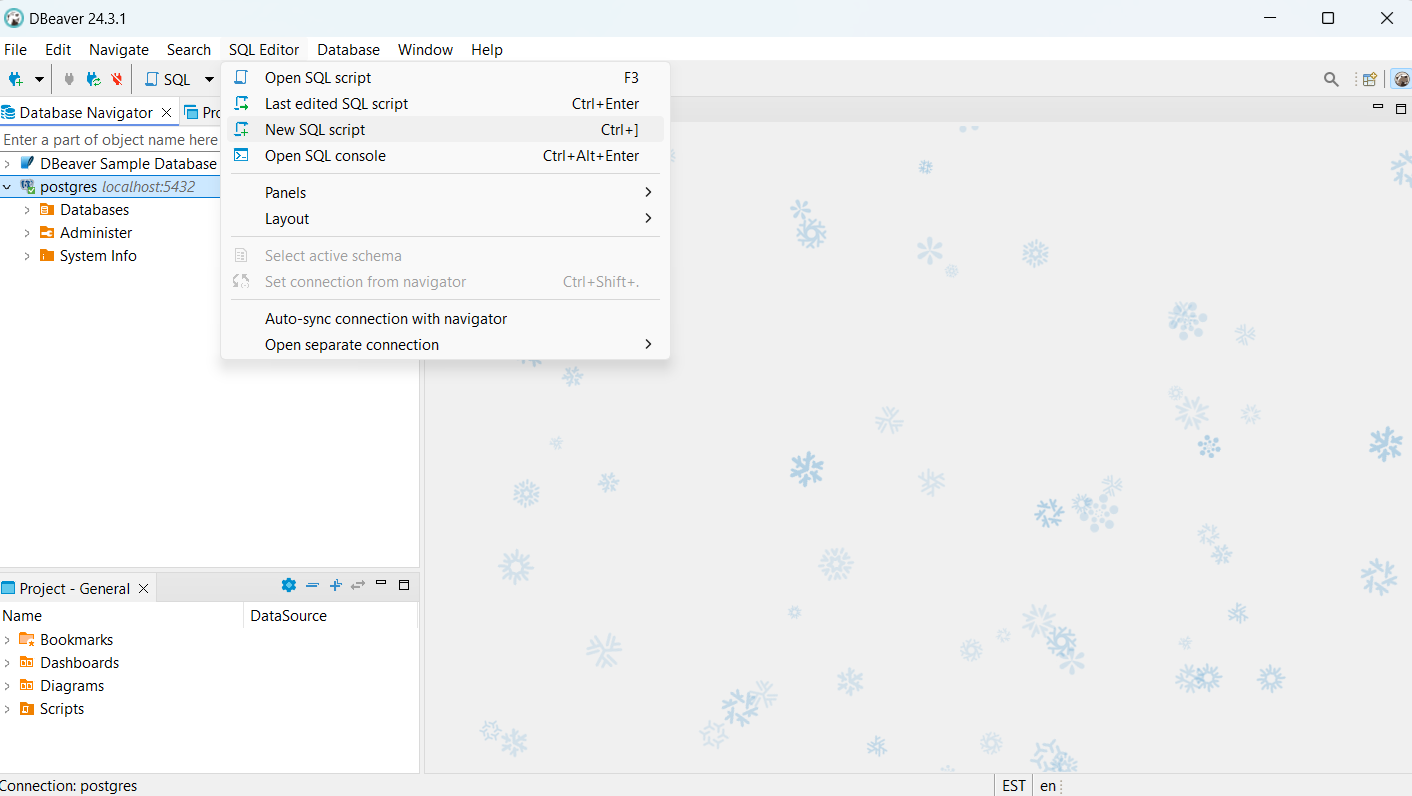 DBeaver 24.3.1
File Edit Navigate Search SQL Editor Database Window Help
SQL
Open SQL script F3
Last edited SQL script Ctrl+Enter
New SQL script Ctrl+]
Open SQL console Ctrl+Alt+Enter
Panels
Layout
Select active schema
Set connection from navigator Ctrl+Shift+.
Auto-sync connection with navigator
Open separate connection
Database Navigator
Enter a part of object name here
DBeaver Sample Database
postgres localhost:5432
Databases
Administer
System Info
Project - General
Name DataSource
Bookmarks
Dashboards
Diagrams
Scripts
Connection: postgres EST en